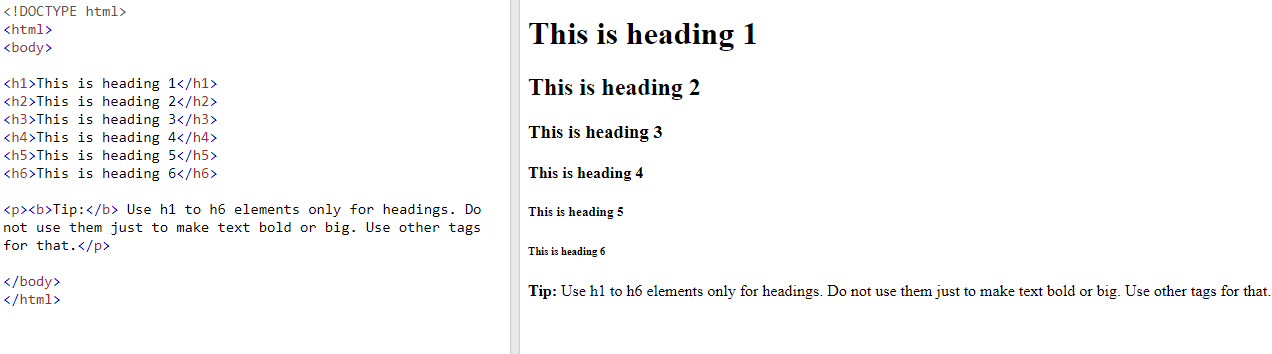 <!DOCTYPE html>
<html>
<body>
<h1>This is heading 1</h1>
<h2>This is heading 2</h2>
<h3>This is heading 3</h3>
<h4>This is heading 4</h4>
<h5>This is heading 5</h5>
<h6>This is heading 6</h6>
<p><b>Tip:</b> Use h1 to h6 elements only for headings. Do
not use them just to make text bold or big. Use other tags
for that.</p>
</body>
</html>
This is heading 1
This is heading 2
This is heading 3
This is heading 4
This is heading 5
This is heading 6
Tip: Use h1 to h6 elements only for headings. Do not use them just to make text bold or big. Use other tags for that.